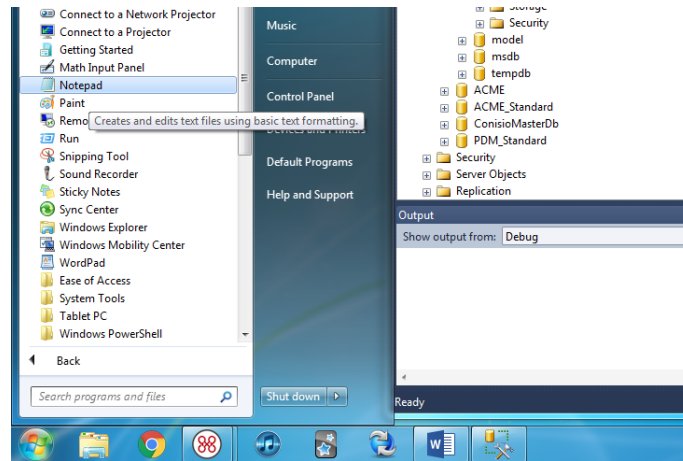 Connect to a Network Projector
Connect to a Projector
Getting Started
Math Input Panel
Notepad
Paint
Remo
Creates and edits text files using basic text formatting.
Run
Snipping Tool
Sound Recorder
Sticky Notes
Sync Center
Windows Explorer
Windows Mobility Center
WordPad
Ease of Access
System Tools
Tablet PC
Windows PowerShell
Back
Search programs and files
Music
Computer
Control Panel
Devices and Printers
Default Programs
Help and Support
Shut down
Storage
Security
model
msdb
tempdb
ACME
ACME_Standard
ConisioMasterDb
PDM_Standard
Security
Server Objects
Replication
Output
Show output from: Debug
Ready
88
W